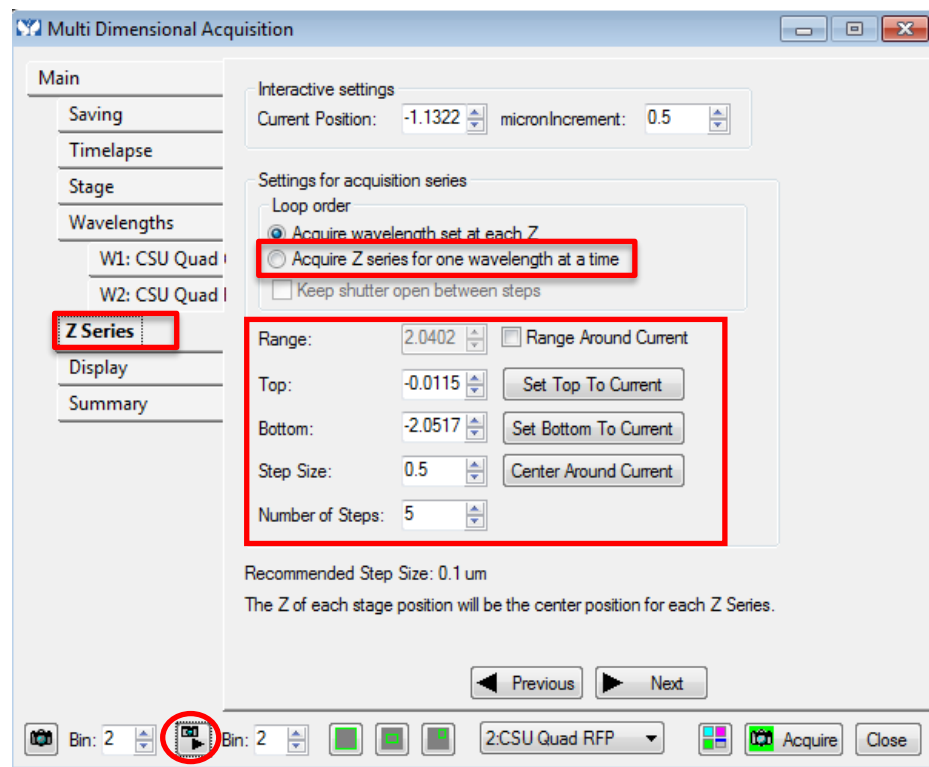 Multi Dimensional Acquisition
Main
Saving
Timelapse
Stage
Wavelengths
W1: CSU Quad
W2: CSU Quad
Z Series
Display
Summary
Interactive settings
Current Position: -1.1322 micronIncrement: 0.5
Settings for acquisition series
Loop order
Acquire wavelength set at each Z
Acquire Z series for one wavelength at a time
Keep shutter open between steps
Range: 2.0402 Range Around Current
Top: -0.0115 Set Top To Current
Bottom: -2.0517 Set Bottom To Current
Step Size: 0.5 Center Around Current
Number of Steps: 5
Recommended Step Size: 0.1 um
The Z of each stage position will be the center position for each Z Series.
Previous Next
Bin: 2 Bin: 2 2:CSU Quad RFP Acquire Close